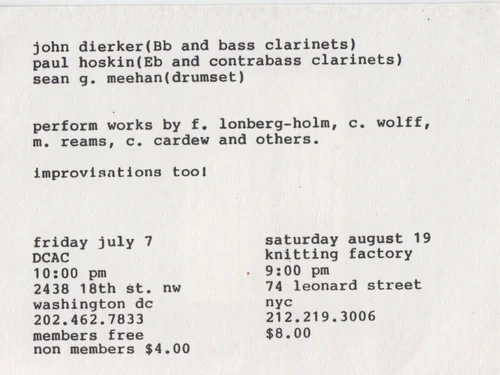 john dierker(Bb and bass clarinets)
paul hoskin(Eb and contrabass clarinets)
sean g. meehan(drumset)
perform works by f. lonberg-holm, c. wolff,
m. reams, c. cardew and others.
improvisations too!
friday july 7
DCAC
10:00 pm
2438 18th st. nw
washington dc
202.462.7833
members free
non members $4.00
saturday august 19
knitting factory
9:00 pm
74 leonard street
nyc
212.219.3006
$8.00